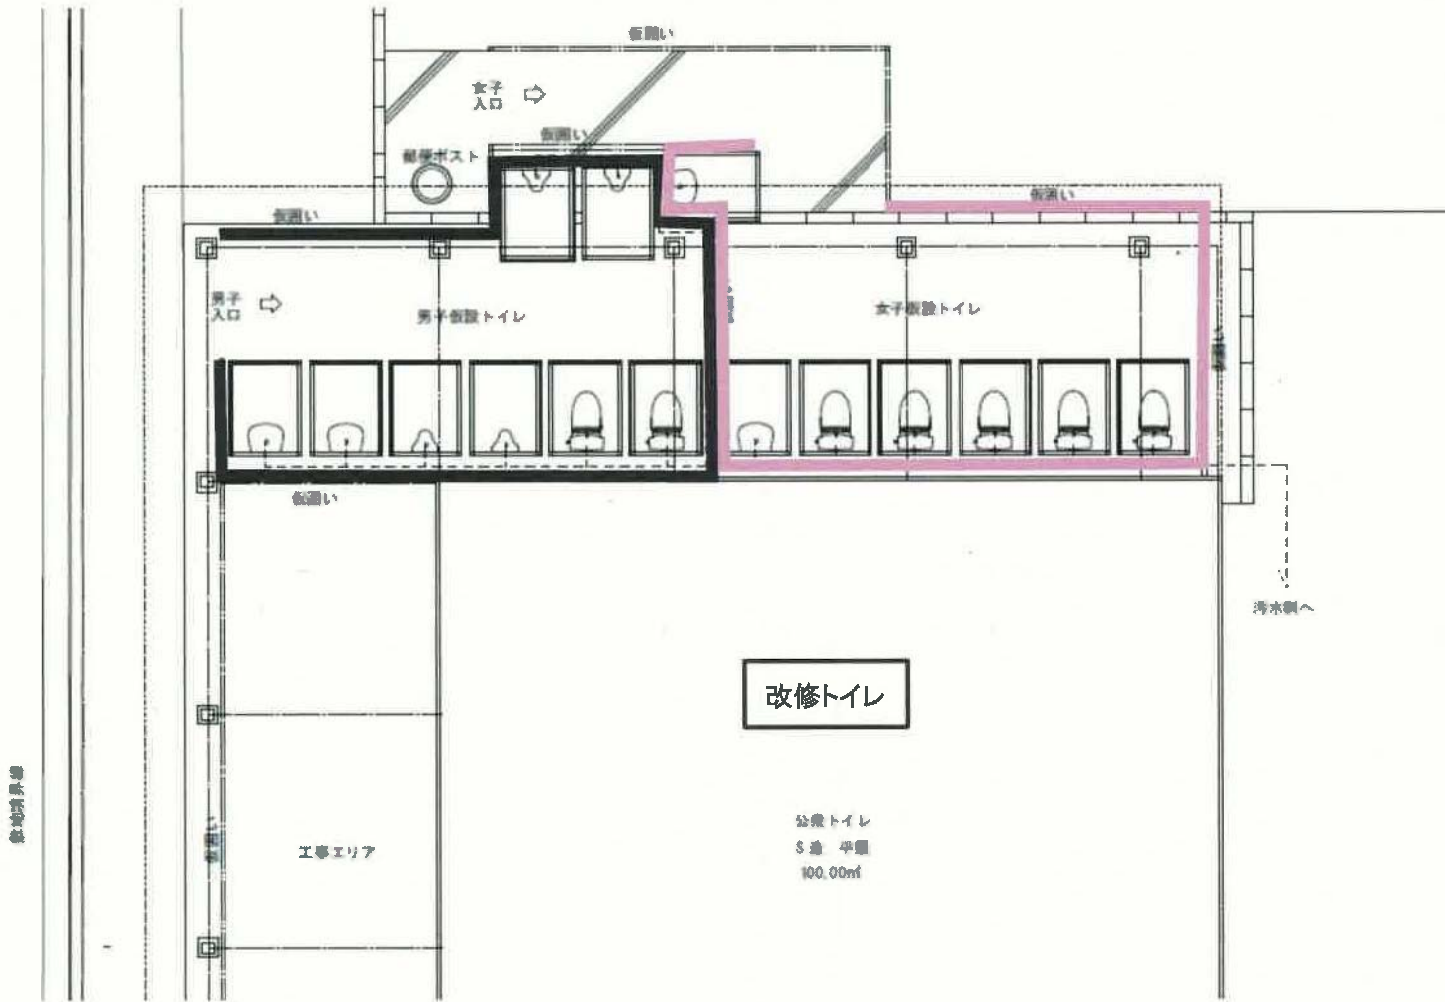 仮囲い
女子
入口
仮囲い
郵便ポスト
仮囲い
仮囲い
男子
入口
男子仮設トイレ
女子仮設トイレ
仮囲い
仮囲い
汚水桝へ
改修トイレ
敷地境界線
仮囲い
工事エリア
公衆トイレ
S造 平屋
100.00㎡